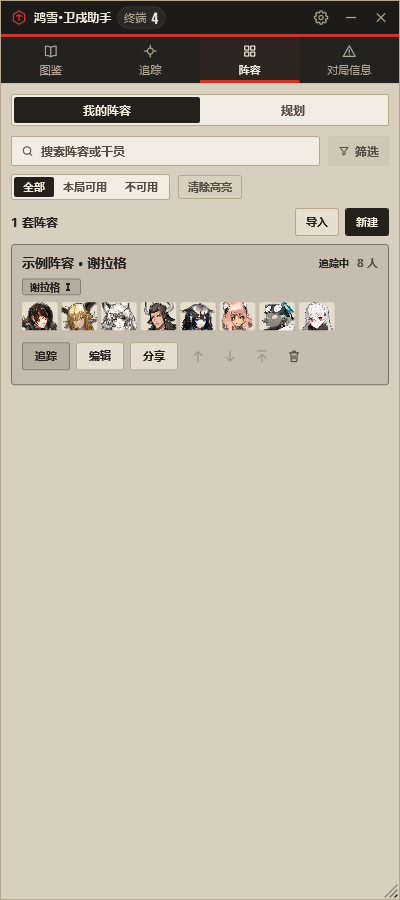 鸿雪•卫戍助手 终端 4
图鉴 追踪 阵容 对局信息
我的阵容 规划
搜索阵容或干员 筛选
全部 本局可用 不可用 清除高亮
1 套阵容 导入 新建
示例阵容 • 谢拉格 追踪中 8 人
谢拉格 I
追踪 编辑 分享